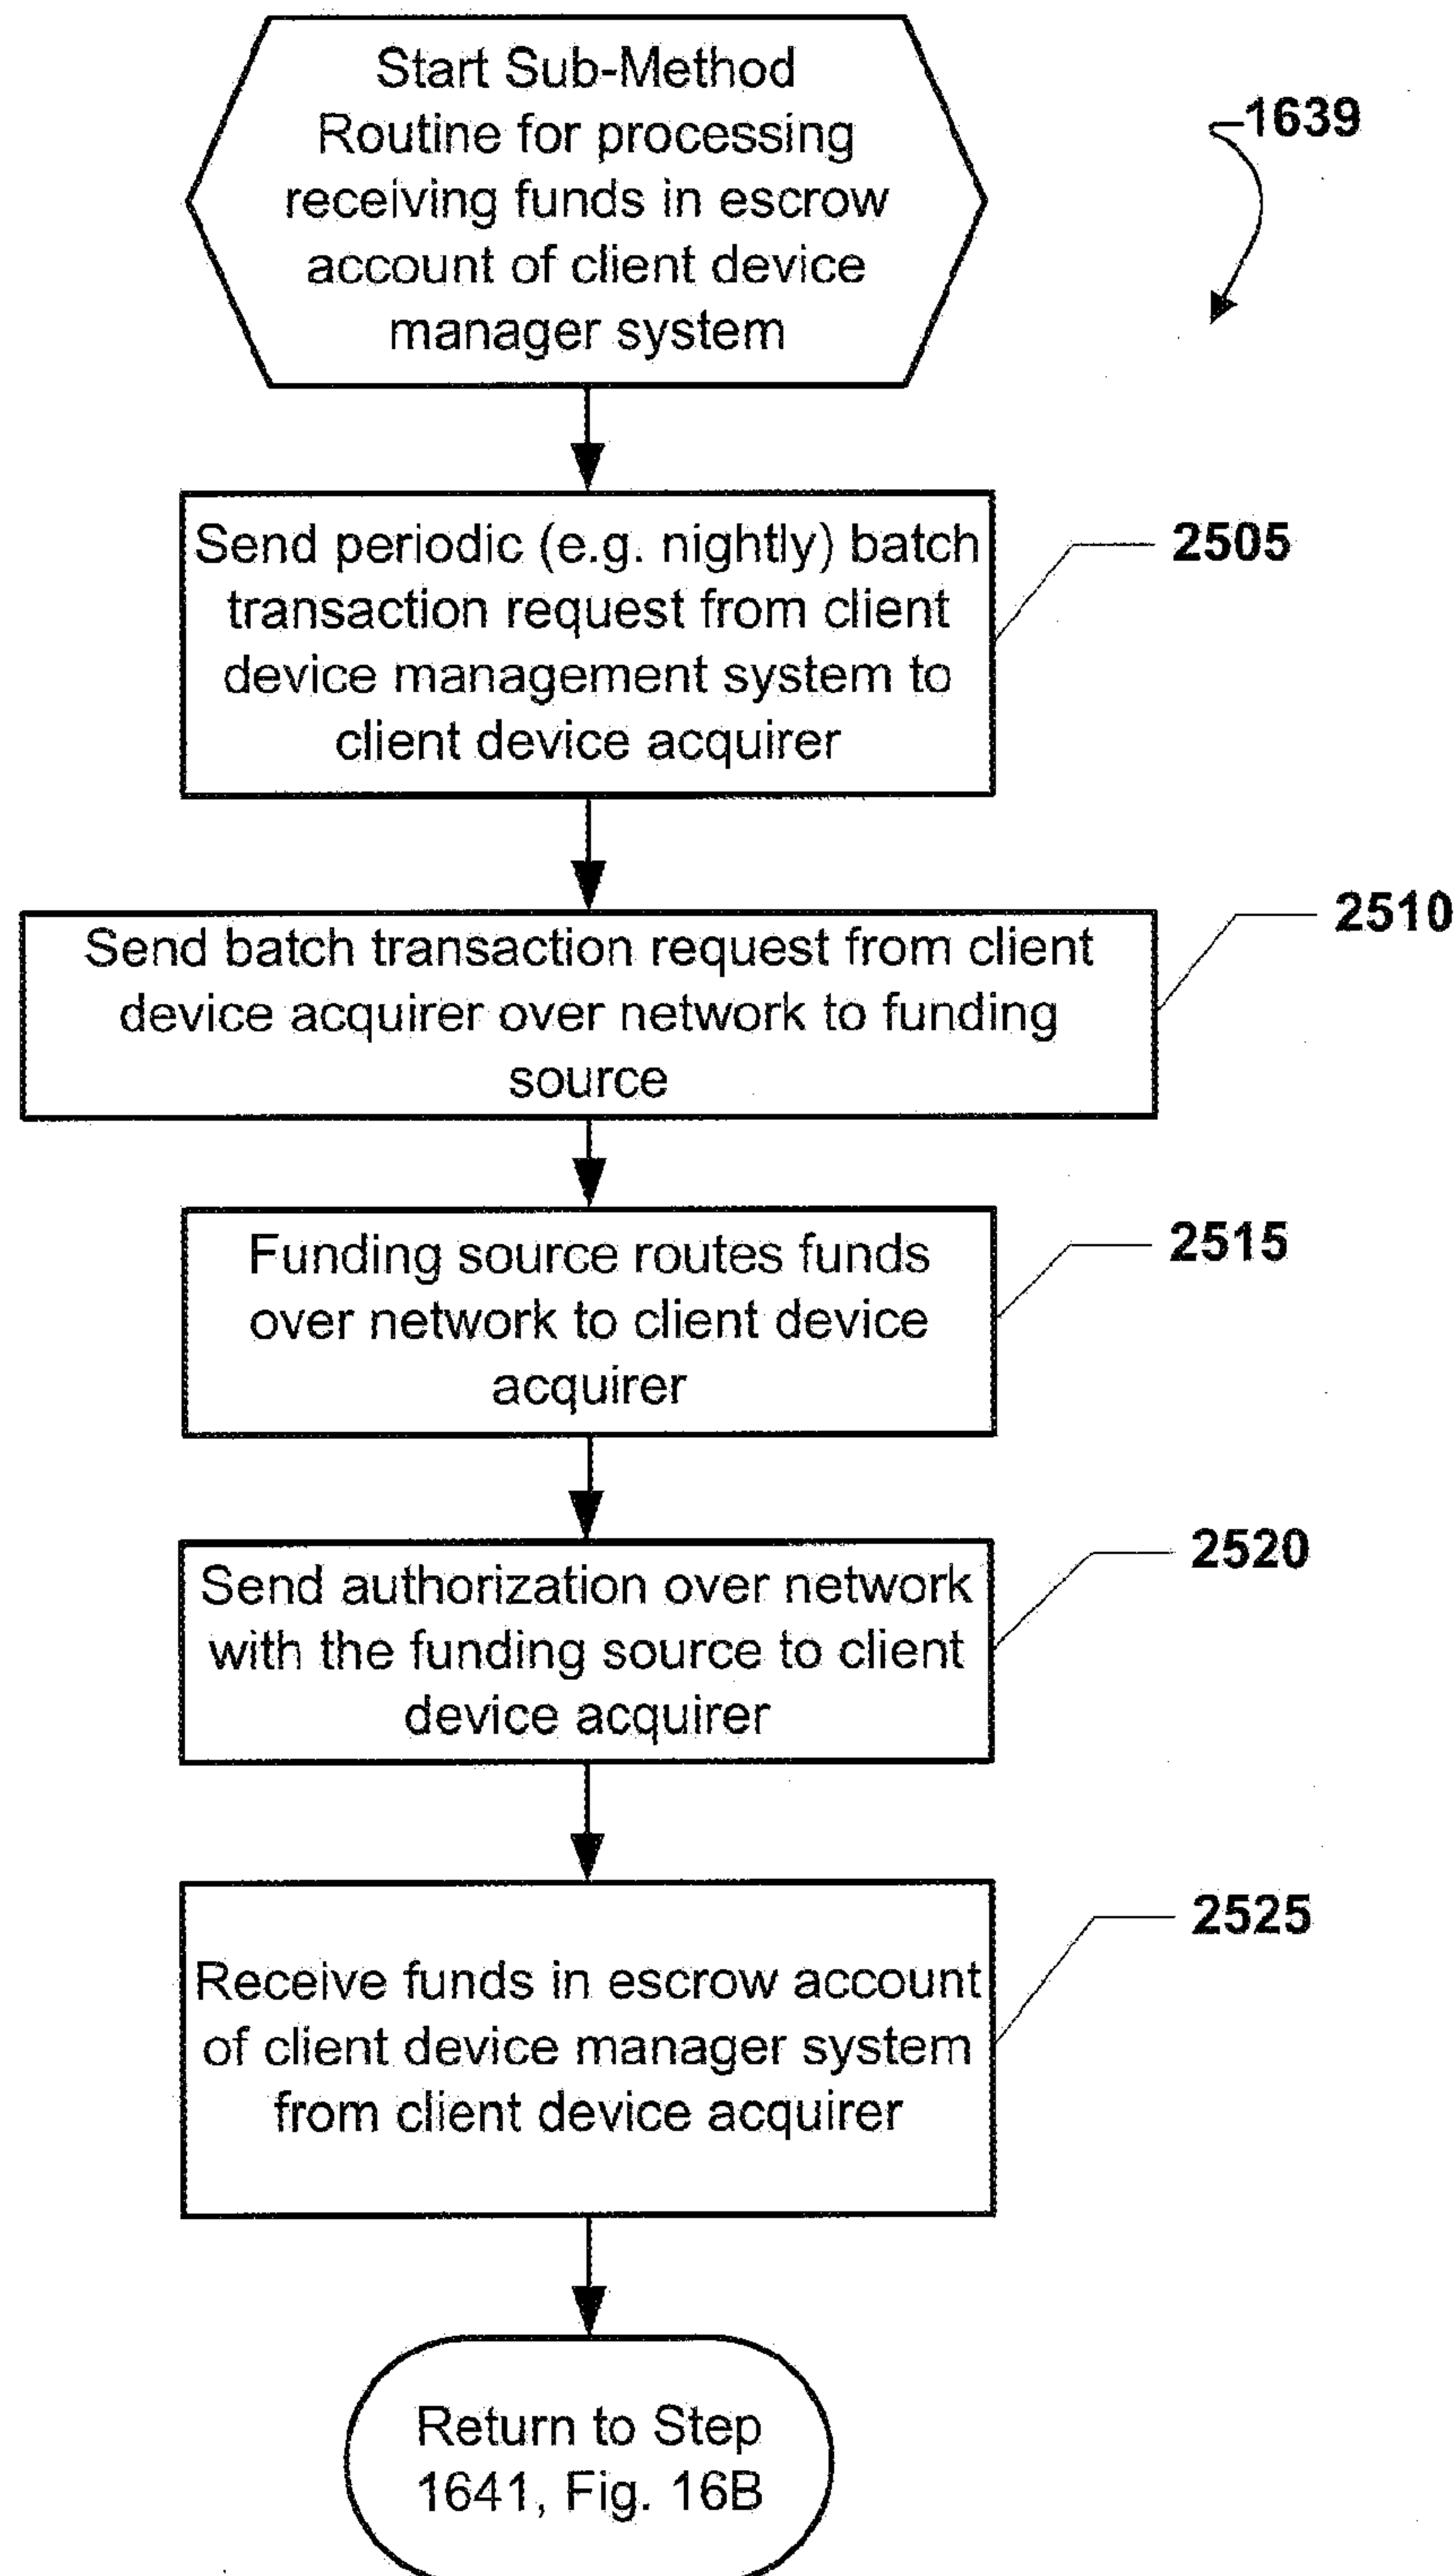 Start Sub-Method
Routine for processing
receiving funds in escrow
account of client device
manager system
1639
Send periodic (e.g. nightly) batch
transaction request from client
device management system to
client device acquirer
2505
Send batch transaction request from client
device acquirer over network to funding
source
2510
Funding source routes funds
over network to client device
acquirer
2515
Send authorization over network
with the funding source to client
device acquirer
2520
Receive funds in escrow account
of client device manager system
from client device acquirer
2525
Return to Step
1641, Fig. 16B